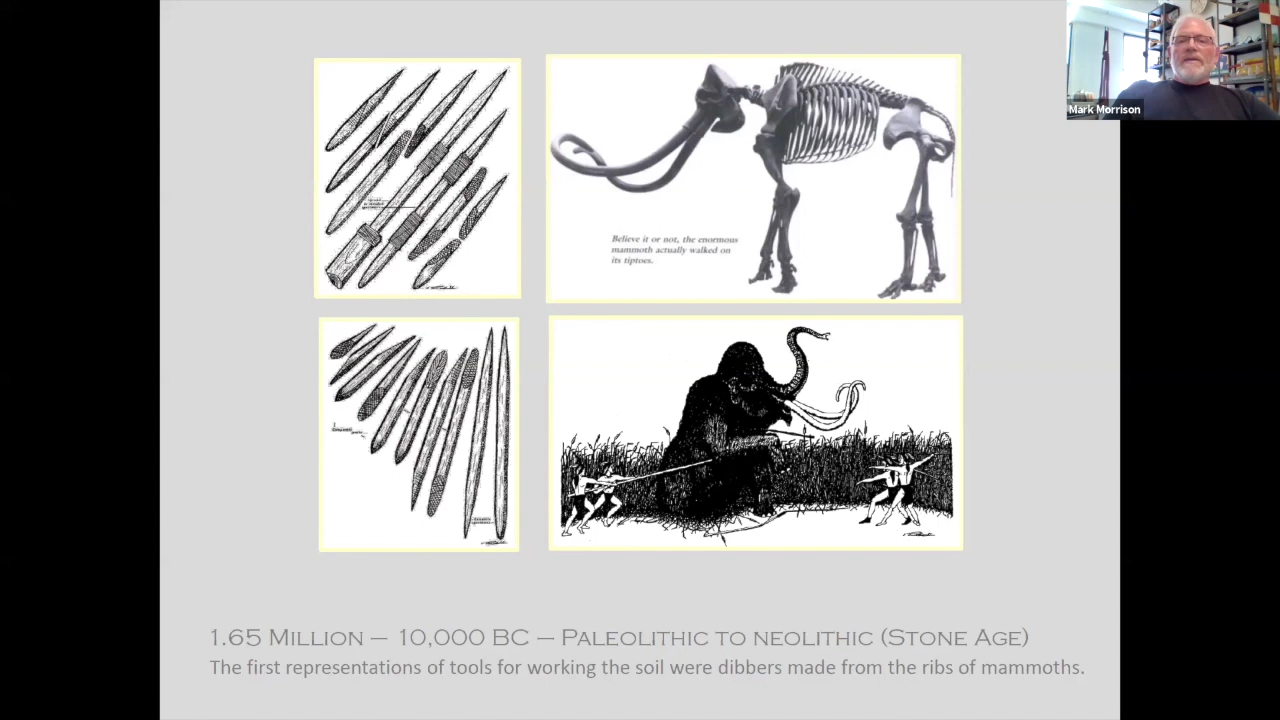 Mark Morrison
Believe it or not, the enormous
mammoth actually walked on
its tiptoes.
1.65 Million – 10,000 BC – Paleolithic to neolithic (Stone Age)
The first representations of tools for working the soil were dibbers made from the ribs of mammoths.